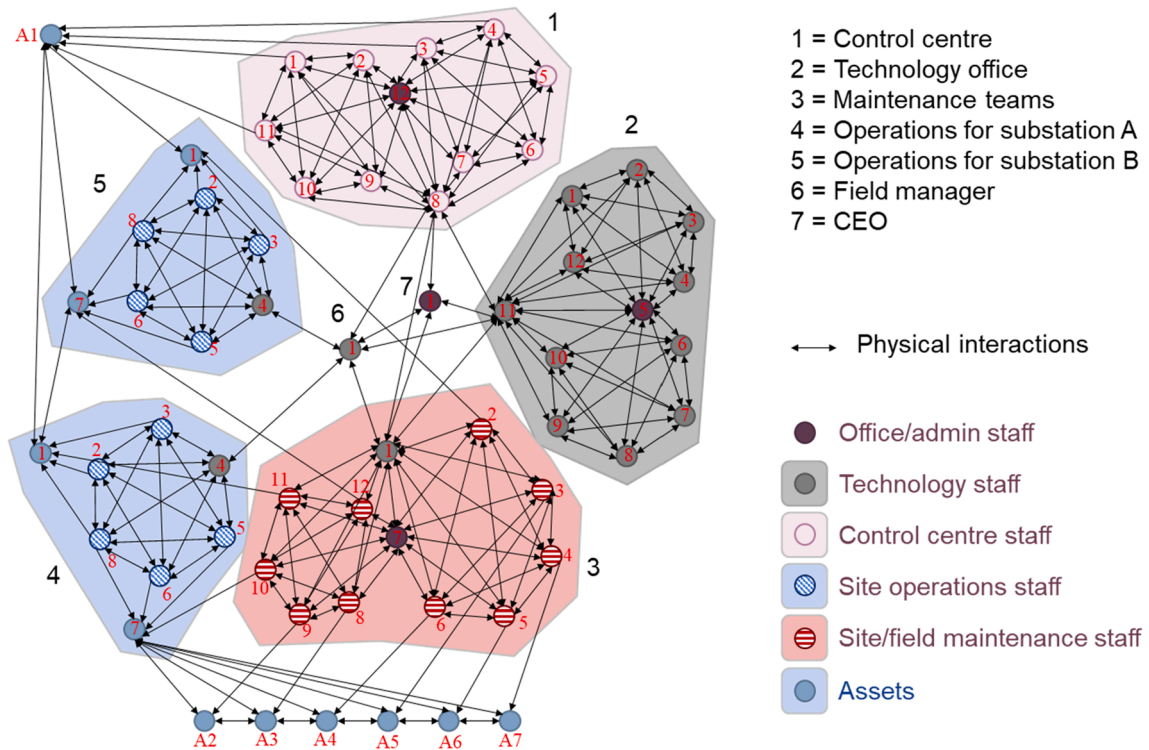 A1
1
4
3
1
2
5
12
11
6
7
10
9
8
2
1
2
3
12
4
11
5
6
10
7
9
8
5
1
2
8
3
7
6
4
5
6
1
7
1
3
2
1
4
5
8
6
7
4
1
2
11
12
3
7
4
10
9
8
6
5
3
A2
A3
A4
A5
A6
A7
1 = Control centre
2 = Technology office
3 = Maintenance teams
4 = Operations for substation A
5 = Operations for substation B
6 = Field manager
7 = CEO
Physical interactions
Office/admin staff
Technology staff
Control centre staff
Site operations staff
Site/field maintenance staff
Assets